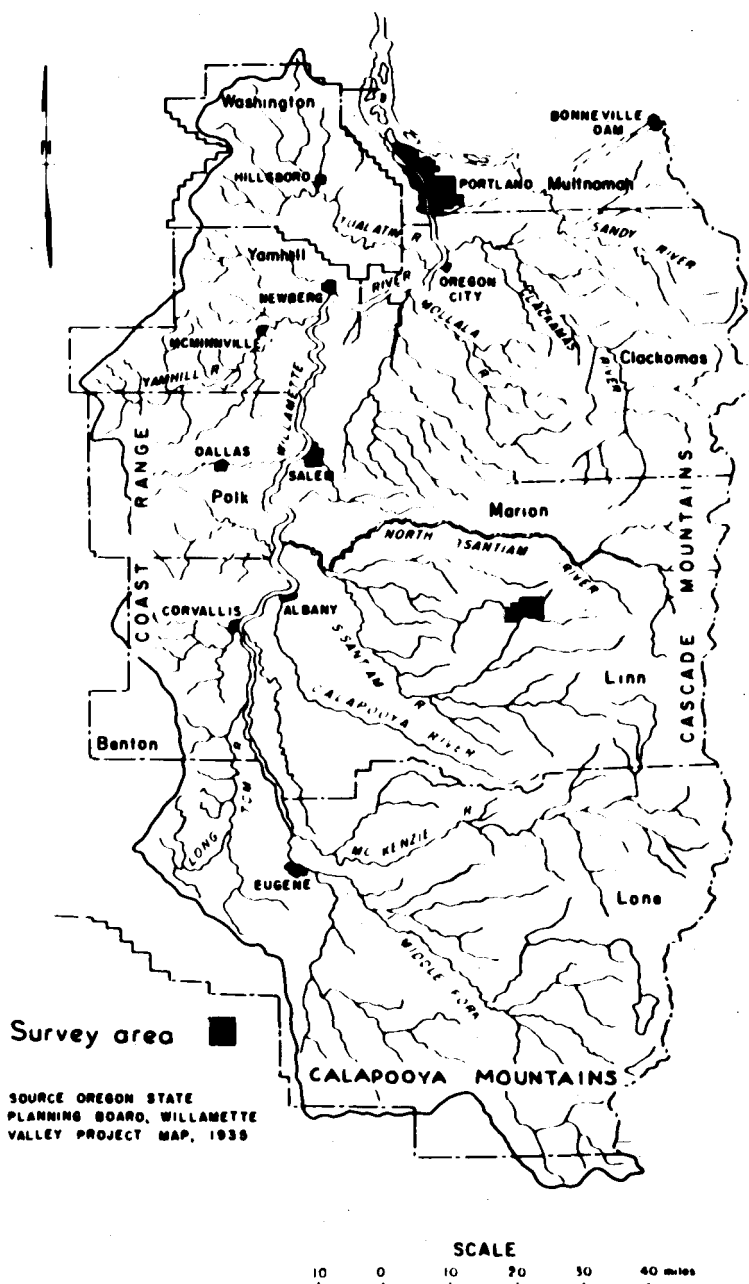 Washington
BONNEVILLE
DAM
N
HILLSBORO
PORTLAND
Multnomah
TUALATIN R
SANDY
RIVER
Yamhill
NEWBERG
RIVER
OREGON
CITY
MOLLALA
R
CLACKAMAS
RIVER
MCMINNVILLE
Clackamas
YAMHILL R
WILLAMETTE
COAST RANGE
DALLAS
SALEM
Polk
Marion
CASCADE MOUNTAINS
NORTH SANTIAM
RIVER
CORVALLIS
ALBANY
S SANTIAM
R
Linn
CALAPOOYA RIVER
Benton
LONG TOM R
MC KENZIE R
EUGENE
Lane
MIDDLE FORK
Survey area
CALAPOOYA MOUNTAINS
SOURCE OREGON STATE
PLANNING BOARD, WILLAMETTE
VALLEY PROJECT MAP, 1935
SCALE
10 0 10 20 30 40 miles